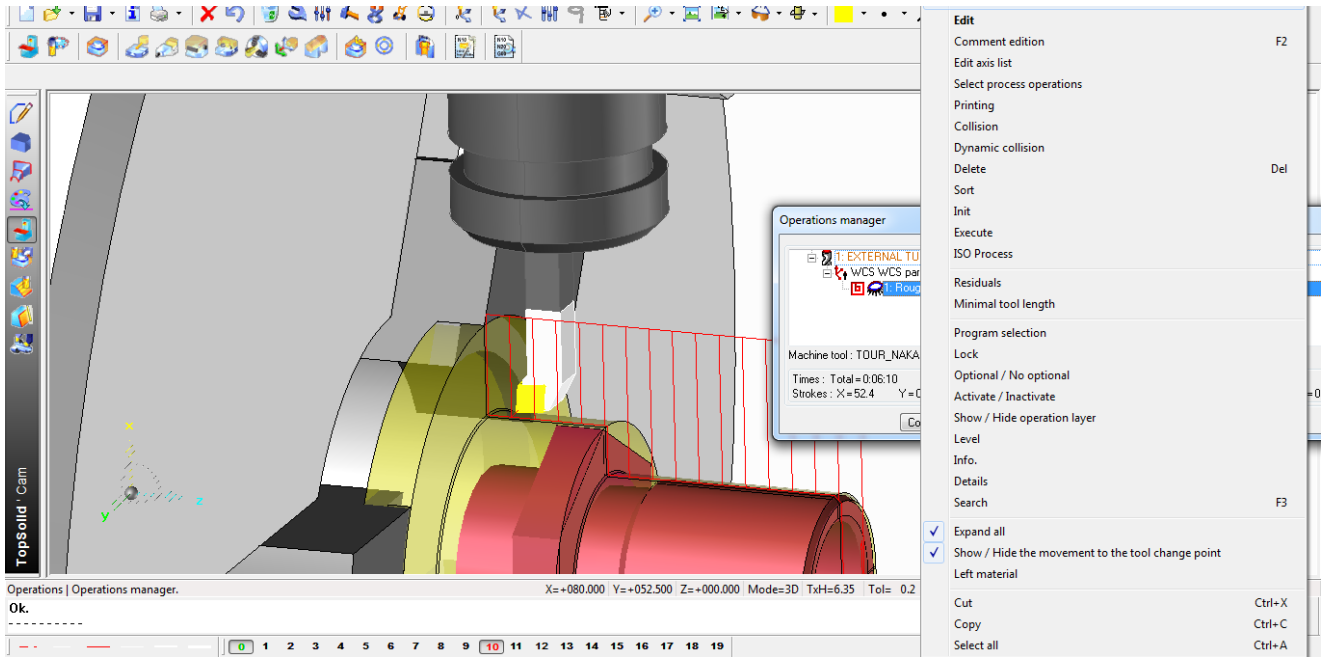 Edit
Comment edition F2
Edit axis list
Select process operations
Printing
Collision
Dynamic collision
Delete Del
Sort
Init
Execute
ISO Process
Residuals
Minimal tool length
Program selection
Lock
Optional / No optional
Activate / Inactivate
Show / Hide operation layer
Level
Info.
Details
Search F3
Expand all
Show / Hide the movement to the tool change point
Left material
Cut Ctrl+X
Copy Ctrl+C
Select all Ctrl+A
Operations manager
1: EXTERNAL TU
WCS WCS par
1: Roug
Machine tool : TOUR_NAKA
Times : Total=0:06:10
Strokes : X=52.4 Y=0
Co
=0
x
y
z
TopSolid'Cam
Operations | Operations manager.
X=+080.000 Y=+052.500 Z=+000.000 Mode=3D TxH=6.35 Tol= 0.2
Ok.
----------
0 1 2 3 4 5 6 7 8 9 10 11 12 13 14 15 16 17 18 19